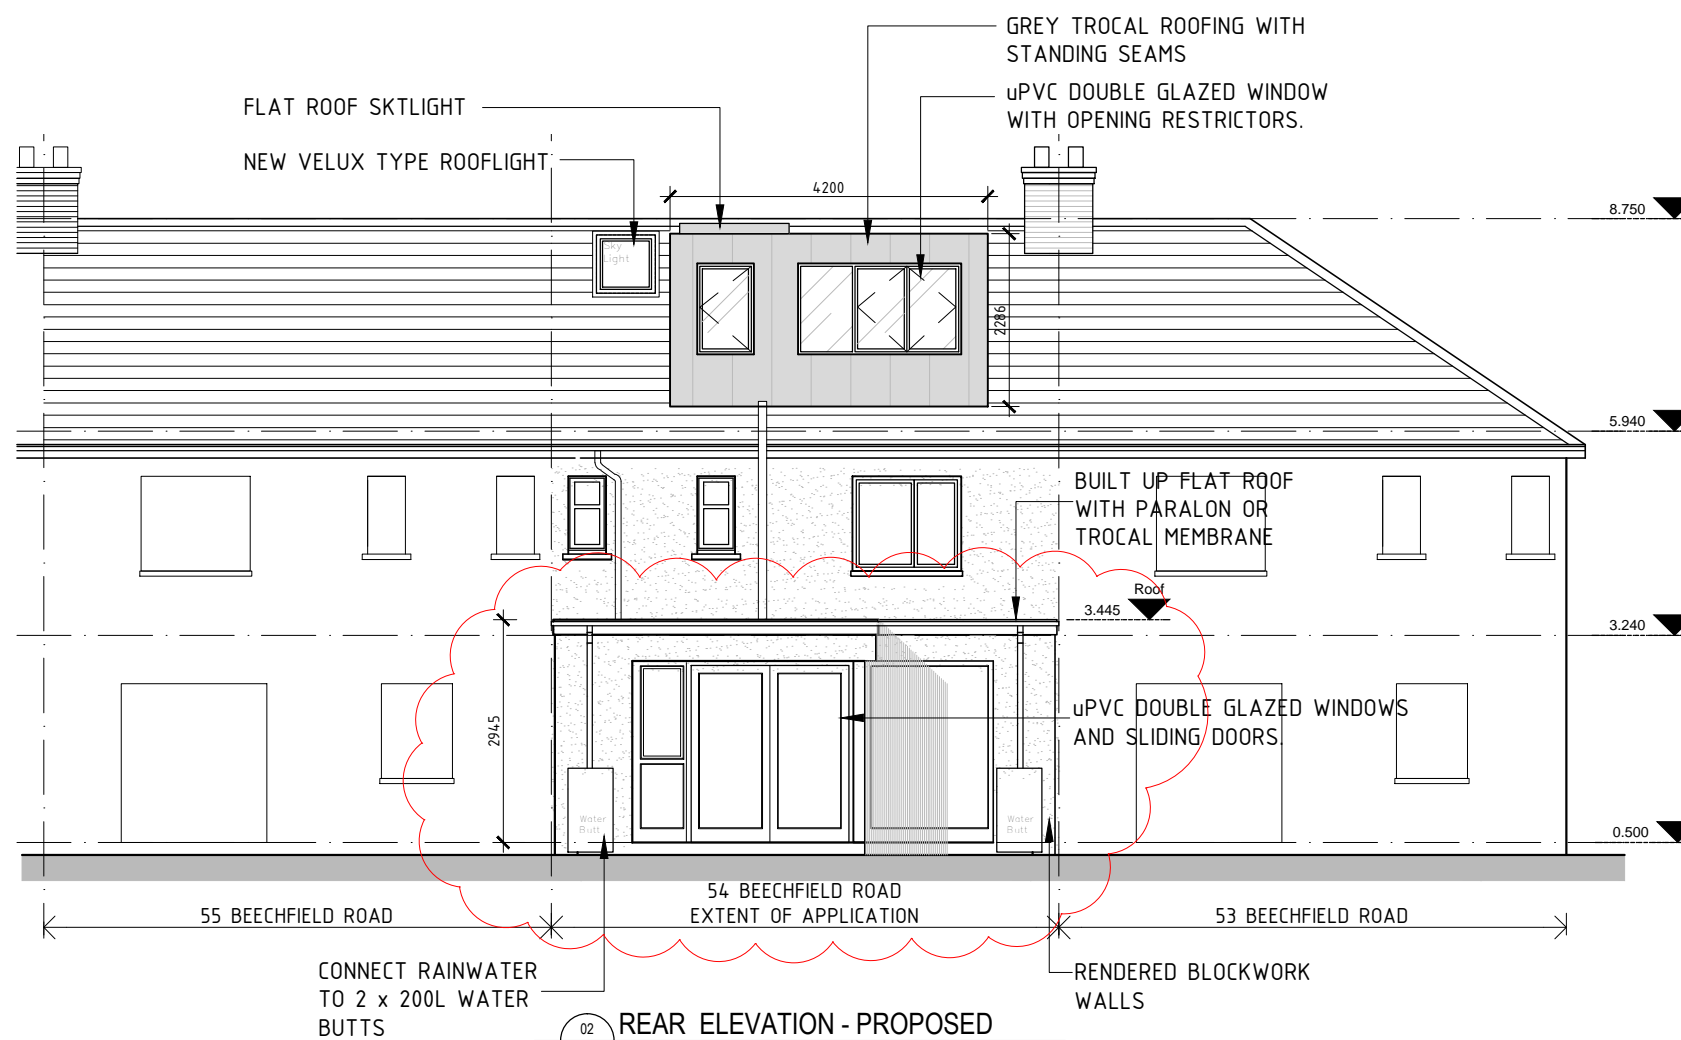 GREY TROCAL ROOFING WITH
STANDING SEAMS
uPVC DOUBLE GLAZED WINDOW
WITH OPENING RESTRICTORS.
FLAT ROOF SKTLIGHT
NEW VELUX TYPE ROOFLIGHT
4200
8.750
Sky
Light
2286
5.940
BUILT UP FLAT ROOF
WITH PARALON OR
TROCAL MEMBRANE
Roof
3.445
3.240
2945
uPVC DOUBLE GLAZED WINDOWS
AND SLIDING DOORS.
Water
Butt
Water
Butt
0.500
54 BEECHFIELD ROAD
EXTENT OF APPLICATION
55 BEECHFIELD ROAD
53 BEECHFIELD ROAD
CONNECT RAINWATER
TO 2 x 200L WATER
BUTTS
RENDERED BLOCKWORK
WALLS
02
REAR ELEVATION - PROPOSED